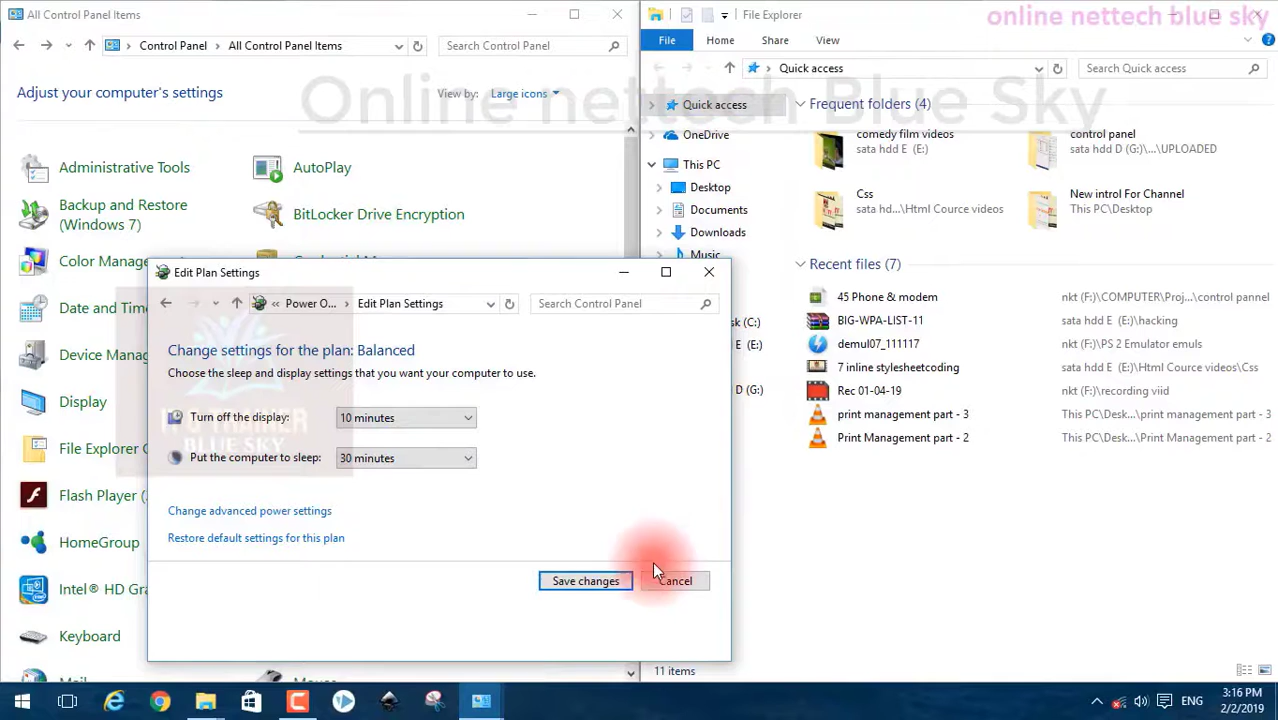 All Control Panel Items
File Explorer
online nettech blue sky
Control Panel
All Control Panel Items
Search Control Panel
File
Home
Share
View
Quick access
Search Quick access
Adjust your computer's settings
View by:
Large icons
Online nettech Blue Sky
Administrative Tools
AutoPlay
Backup and Restore
(Windows 7)
BitLocker Drive Encryption
Color Manage
Date and Time
Device Manag
Display
File Explorer
Flash Player (
HomeGroup
Intel® HD Gra
Keyboard
Quick access
OneDrive
This PC
Desktop
Documents
Downloads
Music
sk (C:)
E (E:)
D (G:)
Frequent folders (4)
comedy film videos
sata hdd E (E:)
control panel
sata hdd D (G:)\...\UPLOADED
Css
sata hd...\Html Cource videos
New introl For Channel
This PC\Desktop
Recent files (7)
45 Phone & modem
nkt (F:)\COMPUTER\Proj...\control pannel
BIG-WPA-LIST-11
sata hdd E (E:)\hacking
demul07_111117
nkt (F:)\PS 2 Emulator emuls
7 inline stylesheetcoding
sata hdd E (E:)\Html Cource videos\Css
Rec 01-04-19
nkt (F:)\recording viid
print management part - 3
This PC\Desk...\print management part - 3
Print Management part - 2
This PC\Desk...\print management part - 3
Edit Plan Settings
« Power O...
Edit Plan Settings
Search Control Panel
Change settings for the plan: Balanced
Choose the sleep and display settings that you want your computer to use.
Turn off the display:
10 minutes
Put the computer to sleep:
30 minutes
BLUE SKY
Change advanced power settings
Restore default settings for this plan
Save changes
Cancel
11 items
ENG
3:16 PM
2/2/2019